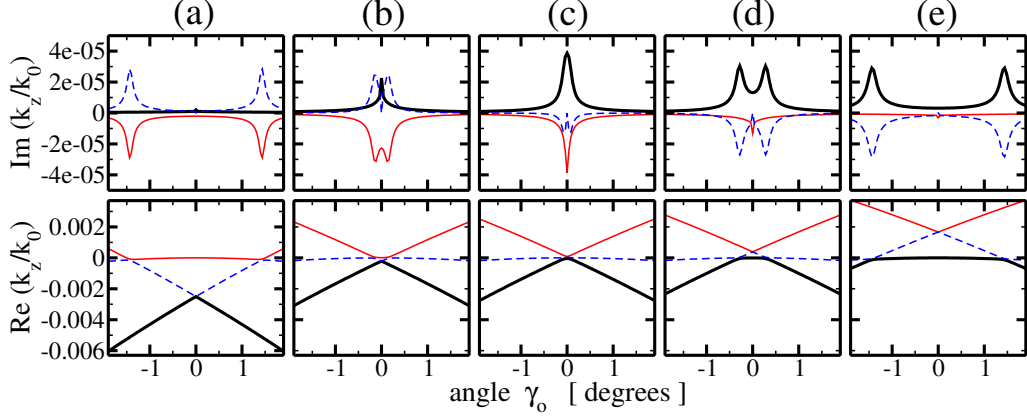 (a) (b) (c) (d) (e)
Im (k_z/k_0)
4e-05
2e-05
0
-2e-05
-4e-05
Re (k_z/k_0)
0.002
0
-0.002
-0.004
-0.006
-1 0 1 -1 0 1 -1 0 1 -1 0 1 -1 0 1
angle γ_o [ degrees ]